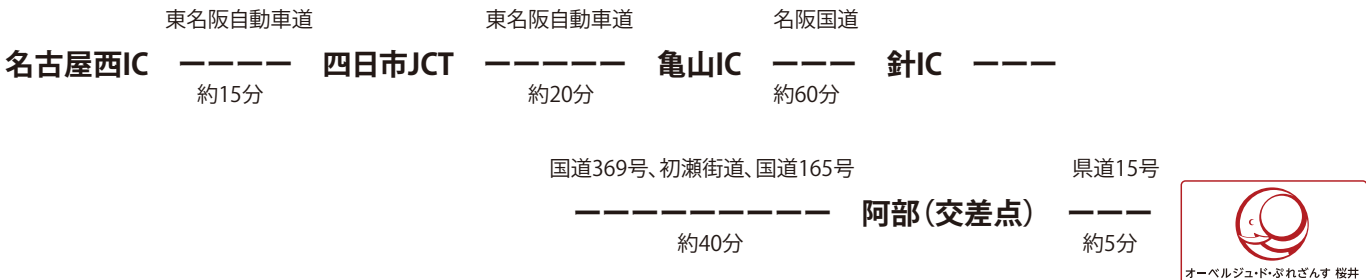 東名阪自動車道 東名阪自動車道 名阪国道
名古屋西IC ーーーー 四日市JCT ーーーーー 亀山IC ーーー 針IC ーーー
約15分 約20分 約60分
国道369号、初瀬街道、国道165号 県道15号
ーーーーーーーーー 阿部(交差点) ーーー
約40分 約5分
オーベルジュ・ド・ぷれざんす 桜井